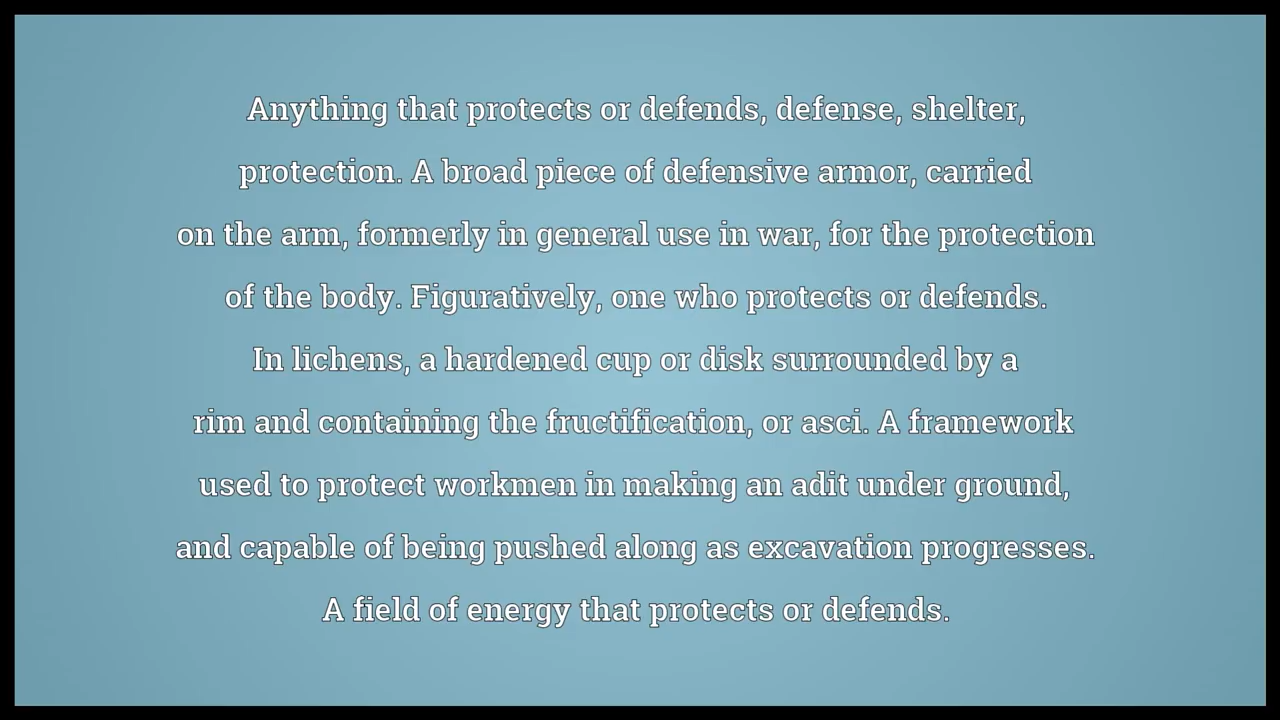 Anything that protects or defends, defense, shelter,
protection. A broad piece of defensive armor, carried
on the arm, formerly in general use in war, for the protection
of the body. Figuratively, one who protects or defends.
In lichens, a hardened cup or disk surrounded by a
rim and containing the fructification, or asci. A framework
used to protect workmen in making an adit under ground,
and capable of being pushed along as excavation progresses.
A field of energy that protects or defends.